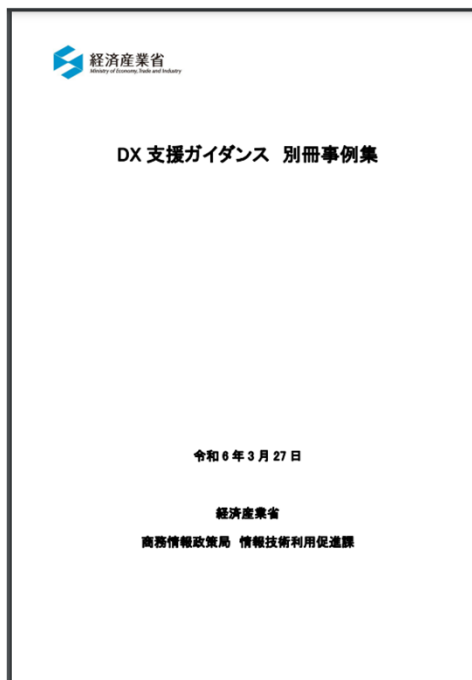 経済産業省
Ministry of Economy, Trade and Industry
DX 支援ガイダンス 別冊事例集
令和 6 年 3 月 27 日
経済産業省
商務情報政策局 情報技術利用促進課